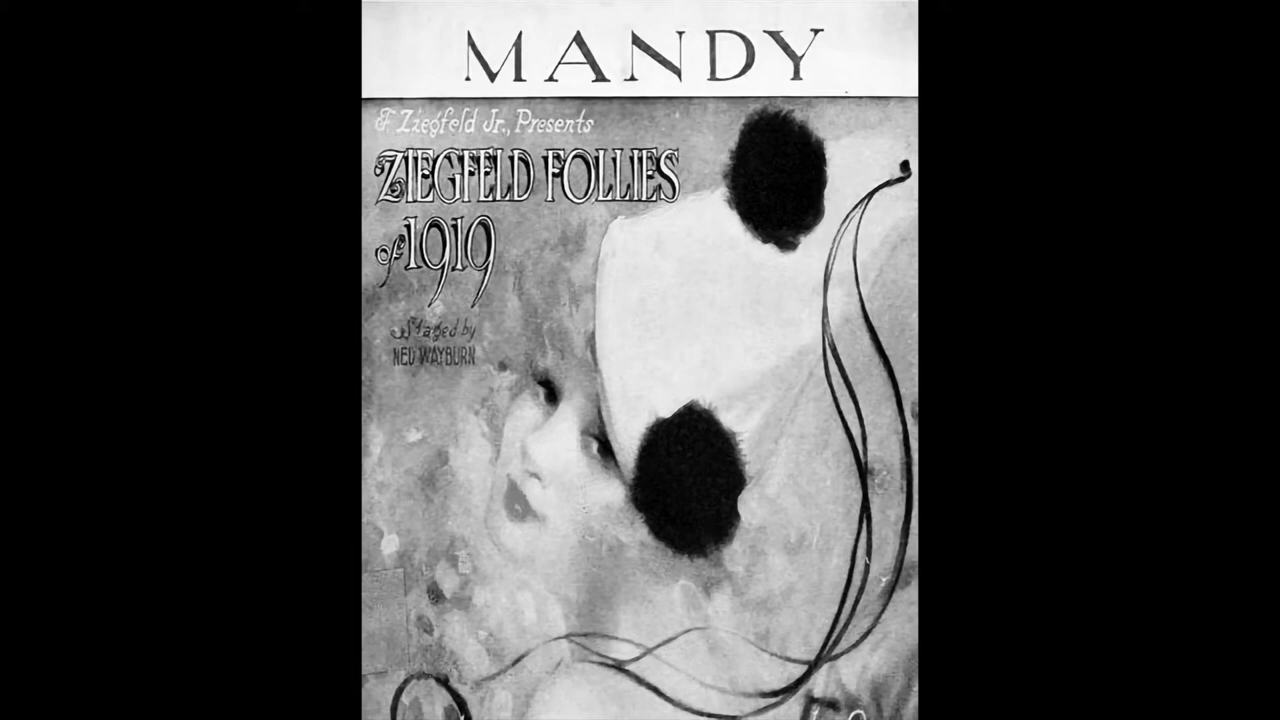 MANDY
F. Ziegfeld Jr., Presents
ZIEGFELD FOLLIES
of 1919
Staged by
NED WAYBURN